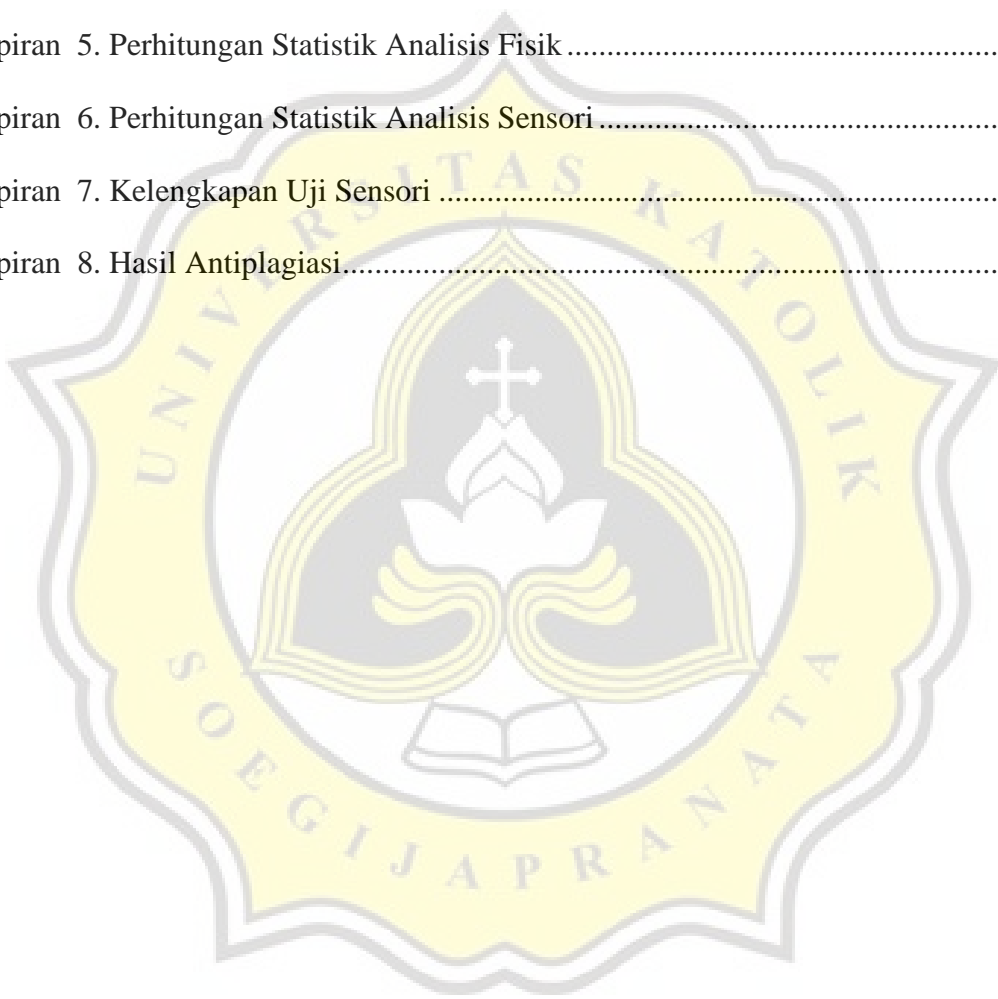 piran 5. Perhitungan Statistik Analisis Fisik ............................................................
piran 6. Perhitungan Statistik Analisis Sensori ........................................................
piran 7. Kelengkapan Uji Sensori ............................................................................
piran 8. Hasil Antiplagiasi........................................................................................
UNIVERSITAS KATOLIK
SOEGIJAPRANATA